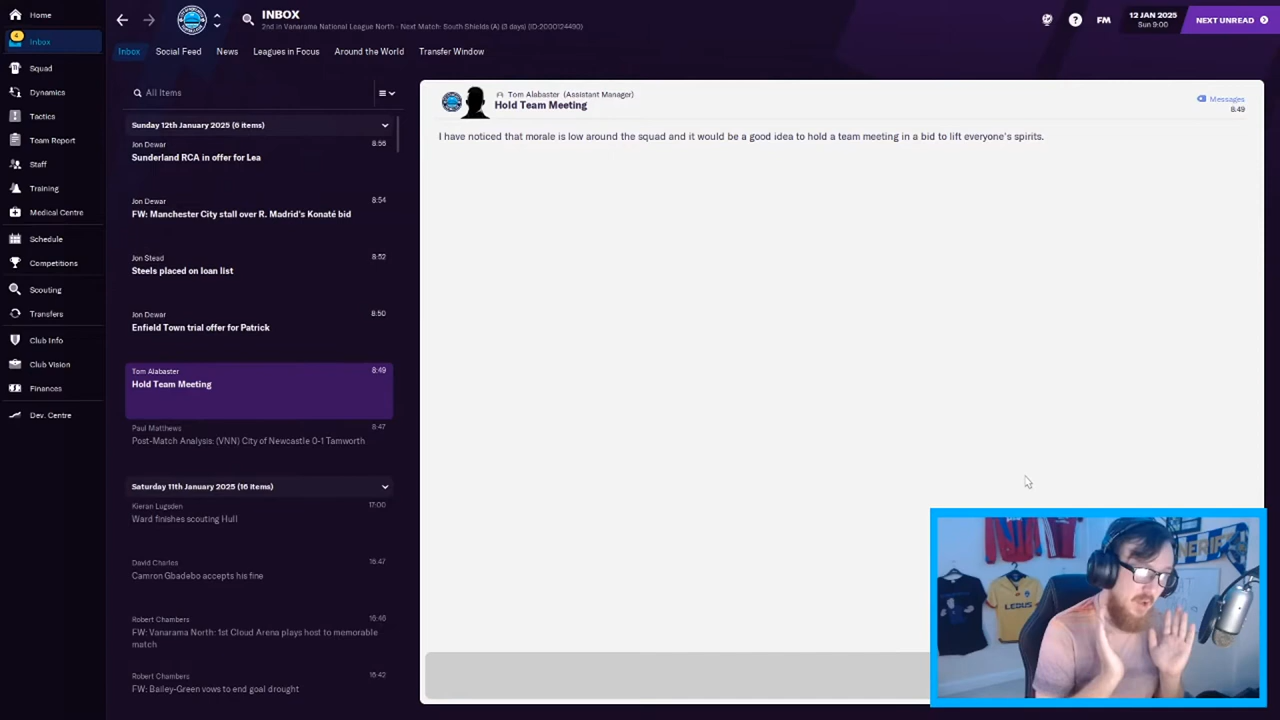 Home
INBOX
2nd in Vanarama National League North - Next Match: South Shields (A) (3 days) (ID:2000124490)
?
FM
12 JAN 2025
Sun 9:00
NEXT UNREAD
4
Inbox
Inbox
Social Feed
News
Leagues in Focus
Around the World
Transfer Window
Squad
Dynamics
Tactics
Team Report
Staff
Training
Medical Centre
Schedule
Competitions
Scouting
Transfers
Club Info
Club Vision
Finances
Dev. Centre
All Items
Sunday 12th January 2025 (6 items)
Jon Dewar
8:56
Sunderland RCA in offer for Lea
Jon Dewar
8:54
FW: Manchester City stall over R. Madrid's Konaté bid
Jon Stead
8:52
Steels placed on loan list
Jon Dewar
8:50
Enfield Town trial offer for Patrick
Tom Alabaster
8:49
Hold Team Meeting
Paul Matthews
8:47
Post-Match Analysis: (VNN) City of Newcastle 0-1 Tamworth
Saturday 11th January 2025 (16 items)
Kieran Lugsden
17:00
Ward finishes scouting Hull
David Charles
16:47
Camron Gbadebo accepts his fine
Robert Chambers
16:46
FW: Vanarama North: 1st Cloud Arena plays host to memorable
match
Robert Chambers
16:42
FW: Bailey-Green vows to end goal drought
Tom Alabaster (Assistant Manager)
Hold Team Meeting
Messages
8:49
I have noticed that morale is low around the squad and it would be a good idea to hold a team meeting in a bid to lift everyone's spirits.
LEDUS